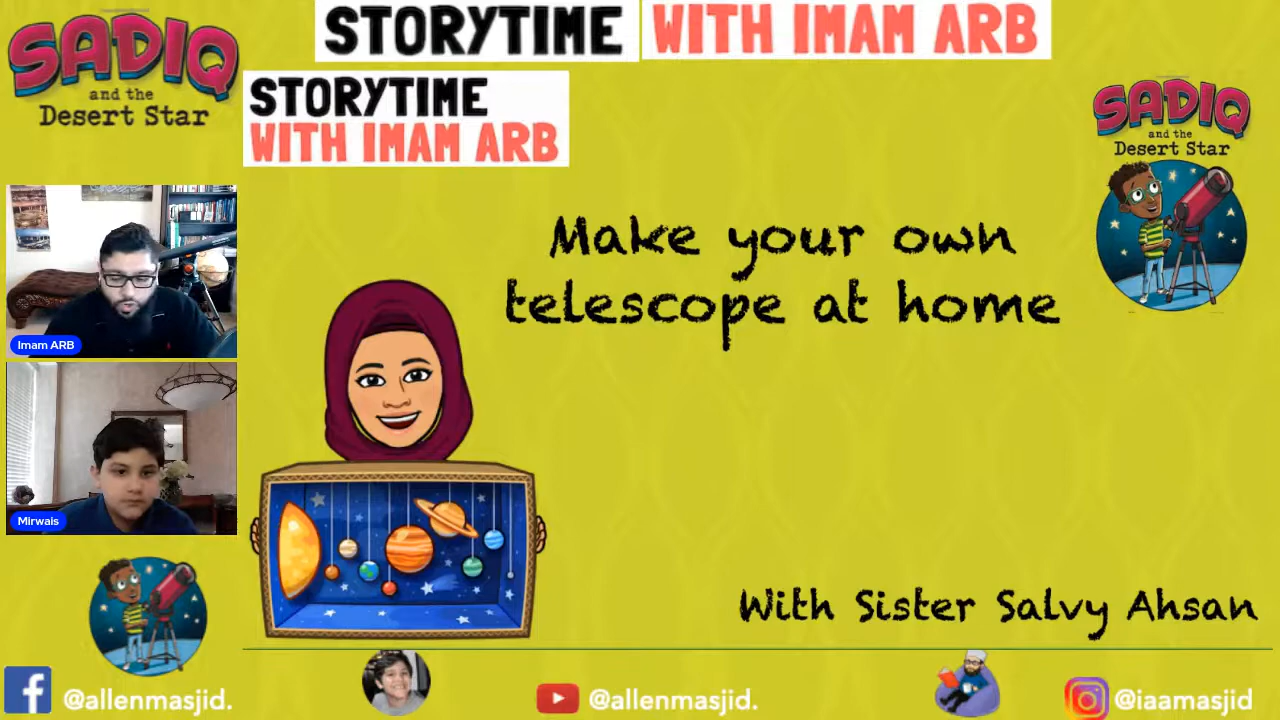 SADIQ
and the
Desert Star
STORYTIME WITH IMAM ARB
STORYTIME
WITH IMAM ARB
SADIQ
and the
Desert Star
Make your own
telescope at home
Imam ARB
Mirwais
With Sister Salvy Ahsan
@allenmasjid.
@allenmasjid.
@iaamasjid